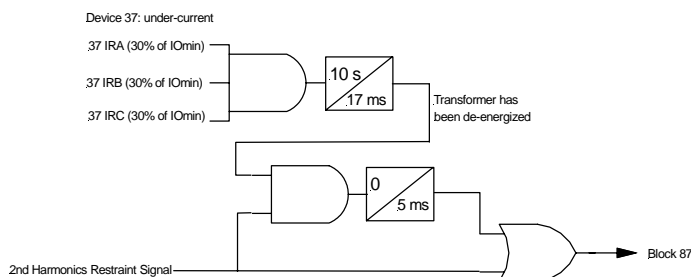 Device 37: under-current
37 IRA (30% of IOmin)
37 IRB (30% of IOmin)
37 IRC (30% of IOmin)
10 s
17 ms
Transformer has
been de-energized
0
5 ms
Block 87
2nd Harmonics Restraint Signal